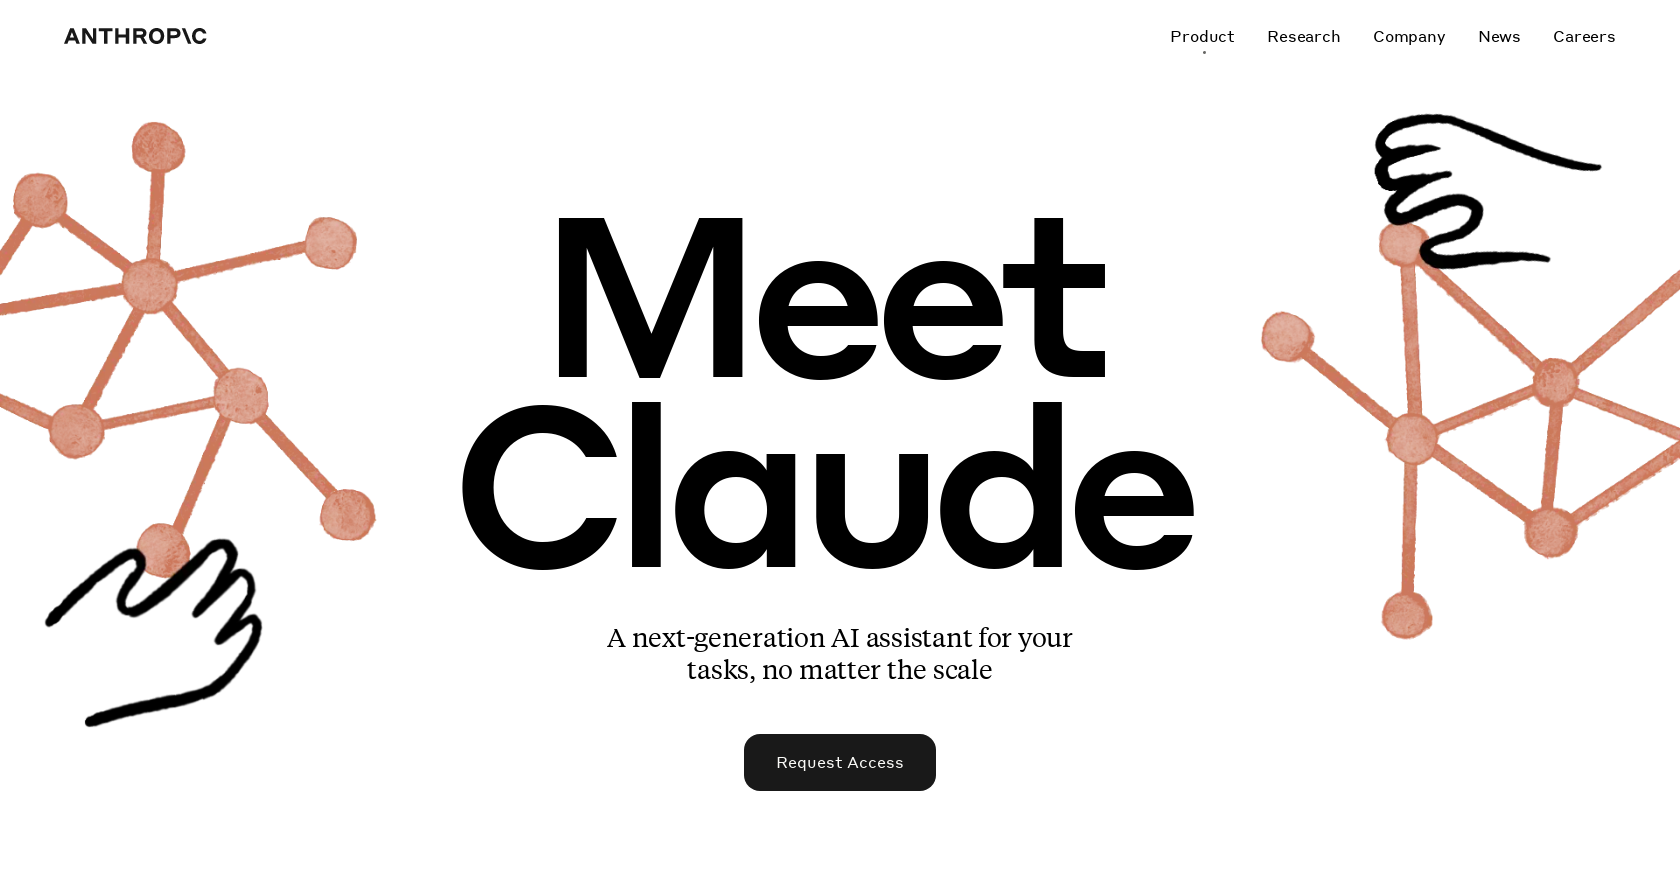 ANTHROP\C
Product Research Company News Careers
Meet
Claude
A next-generation AI assistant for your
tasks, no matter the scale
Request Access